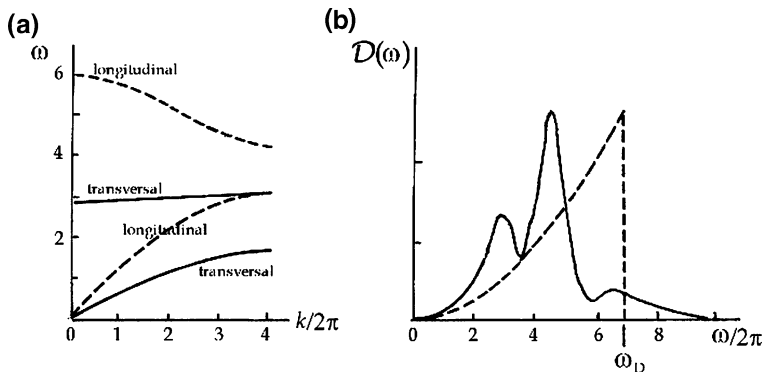 (a)
ω
6
longitudinal
4
transversal
2
longitudinal
transversal
0 1 2 3 4 k/2π
(b)
D(ω)
0 2 4 6 8 ω/2π
ω_D